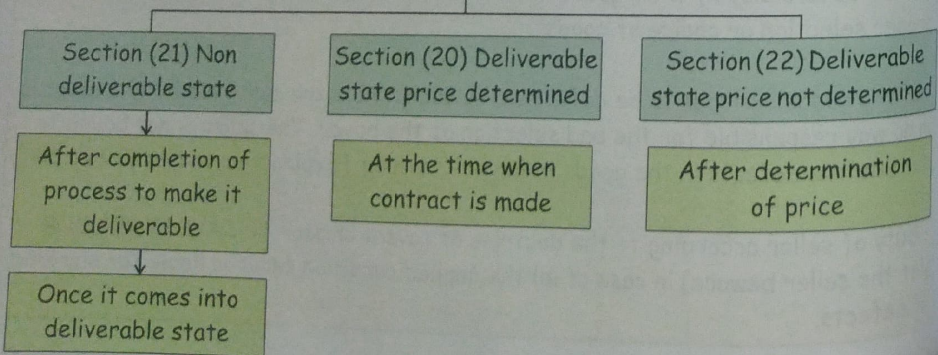 Section (21) Non
deliverable state
Section (20) Deliverable
state price determined
Section (22) Deliverable
state price not determined
After completion of
process to make it
deliverable
At the time when
contract is made
After determination
of price
Once it comes into
deliverable state